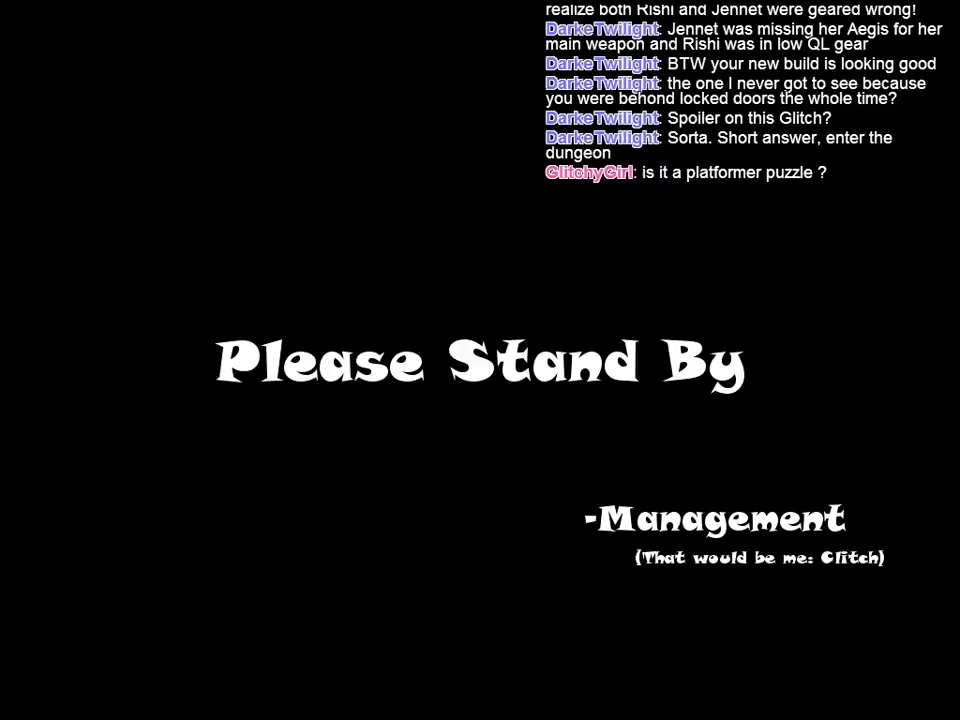 realize both Rishi and Jennet were geared wrong!
DarkeTwilight: Jennet was missing her Aegis for her
main weapon and Rishi was in low QL gear
DarkeTwilight: BTW your new build is looking good
DarkeTwilight: the one I never got to see because
you were behond locked doors the whole time?
DarkeTwilight: Spoiler on this Glitch?
DarkeTwilight: Sorta. Short answer, enter the
dungeon
GlitchyGirl: is it a platformer puzzle ?
Please Stand By
-Management
(That would be me: Glitch)